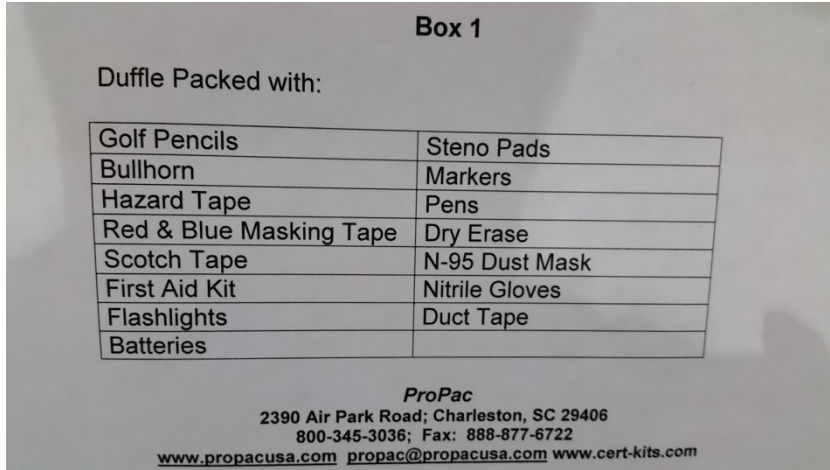 Box 1
Duffle Packed with:
Golf Pencils Steno Pads
Bullhorn Markers
Hazard Tape Pens
Red & Blue Masking Tape Dry Erase
Scotch Tape N-95 Dust Mask
First Aid Kit Nitrile Gloves
Flashlights Duct Tape
Batteries
ProPac
2390 Air Park Road; Charleston, SC 29406
800-345-3036; Fax: 888-877-6722
www.propacusa.com propac@propacusa.com www.cert-kits.com